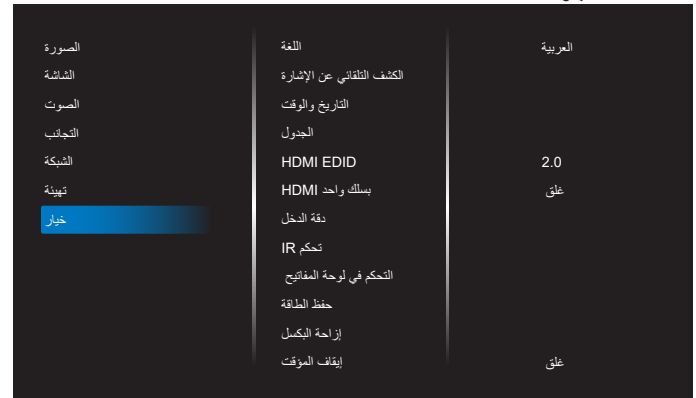 الصورة
الشاشة
الصوت
التجانب
الشبكة
تهيئة
خيار
اللغة
الكشف التلقائي عن الإشارة
التاريخ والوقت
الجدول
HDMI EDID
بسلك واحد HDMI
دقة الدخل
تحكم IR
التحكم في لوحة المفاتيح
حفظ الطاقة
إزاحة البكسل
إيقاف المؤقت
العربية
2.0
غلق
غلق